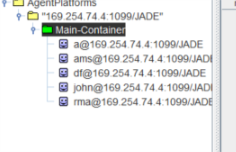 AgentPlatforms
"169.254.74.4:1099/JADE"
Main-Container
a@169.254.74.4:1099/JADE
ams@169.254.74.4:1099/JADE
df@169.254.74.4:1099/JADE
john@169.254.74.4:1099/JADE
rma@169.254.74.4:1099/JADE